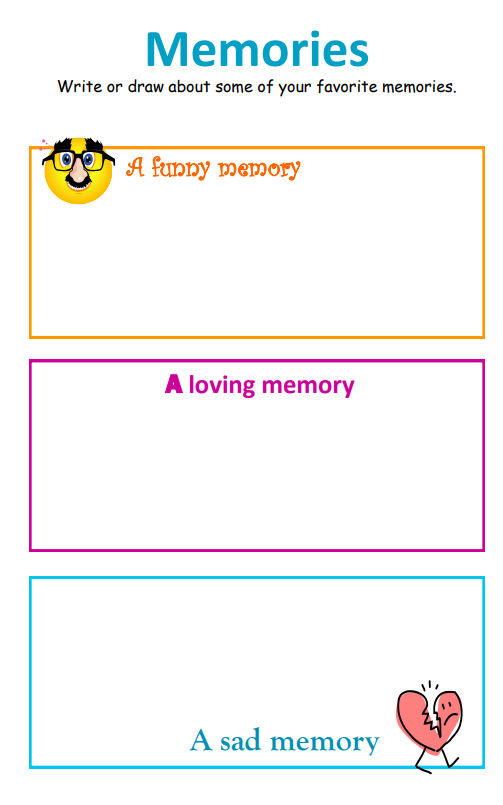 Memories
Write or draw about some of your favorite memories.
A funny memory
A loving memory
A sad memory